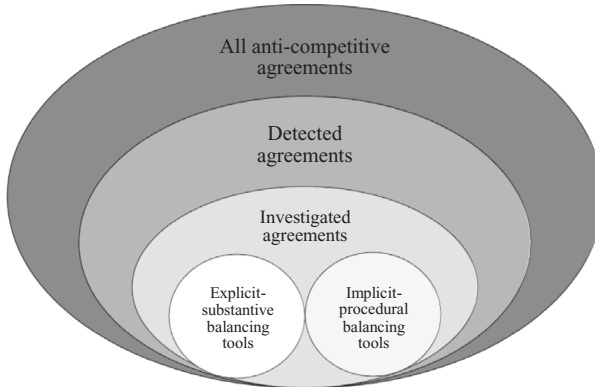 All anti-competitive
agreements
Detected
agreements
Investigated
agreements
Explicit-
substantive
balancing
tools
Implicit-
procedural
balancing
tools